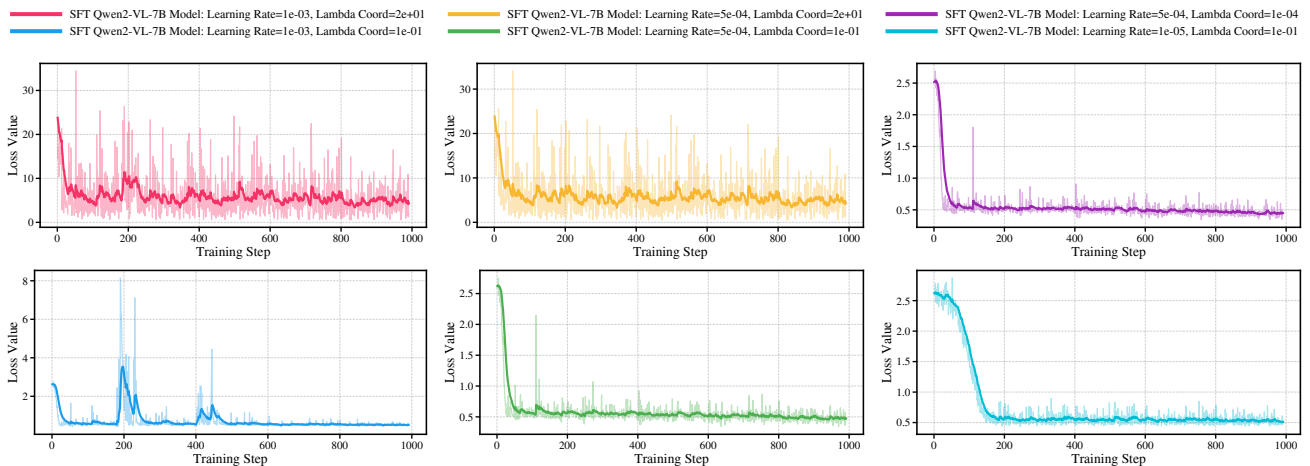 SFT Qwen2-VL-7B Model: Learning Rate=1e-03, Lambda Coord=2e+01
SFT Qwen2-VL-7B Model: Learning Rate=5e-04, Lambda Coord=2e+01
SFT Qwen2-VL-7B Model: Learning Rate=5e-04, Lambda Coord=1e-04
SFT Qwen2-VL-7B Model: Learning Rate=1e-03, Lambda Coord=1e-01
SFT Qwen2-VL-7B Model: Learning Rate=5e-04, Lambda Coord=1e-01
SFT Qwen2-VL-7B Model: Learning Rate=1e-05, Lambda Coord=1e-01
Loss Value
30
20
10
0
0 200 400 600 800 1000
Training Step
Loss Value
30
20
10
0
0 200 400 600 800 1000
Training Step
Loss Value
2.5
2.0
1.5
1.0
0.5
0 200 400 600 800 1000
Training Step
Loss Value
8
6
4
2
0 200 400 600 800 1000
Training Step
Loss Value
2.5
2.0
1.5
1.0
0.5
0 200 400 600 800 1000
Training Step
Loss Value
2.5
2.0
1.5
1.0
0.5
0 200 400 600 800 1000
Training Step